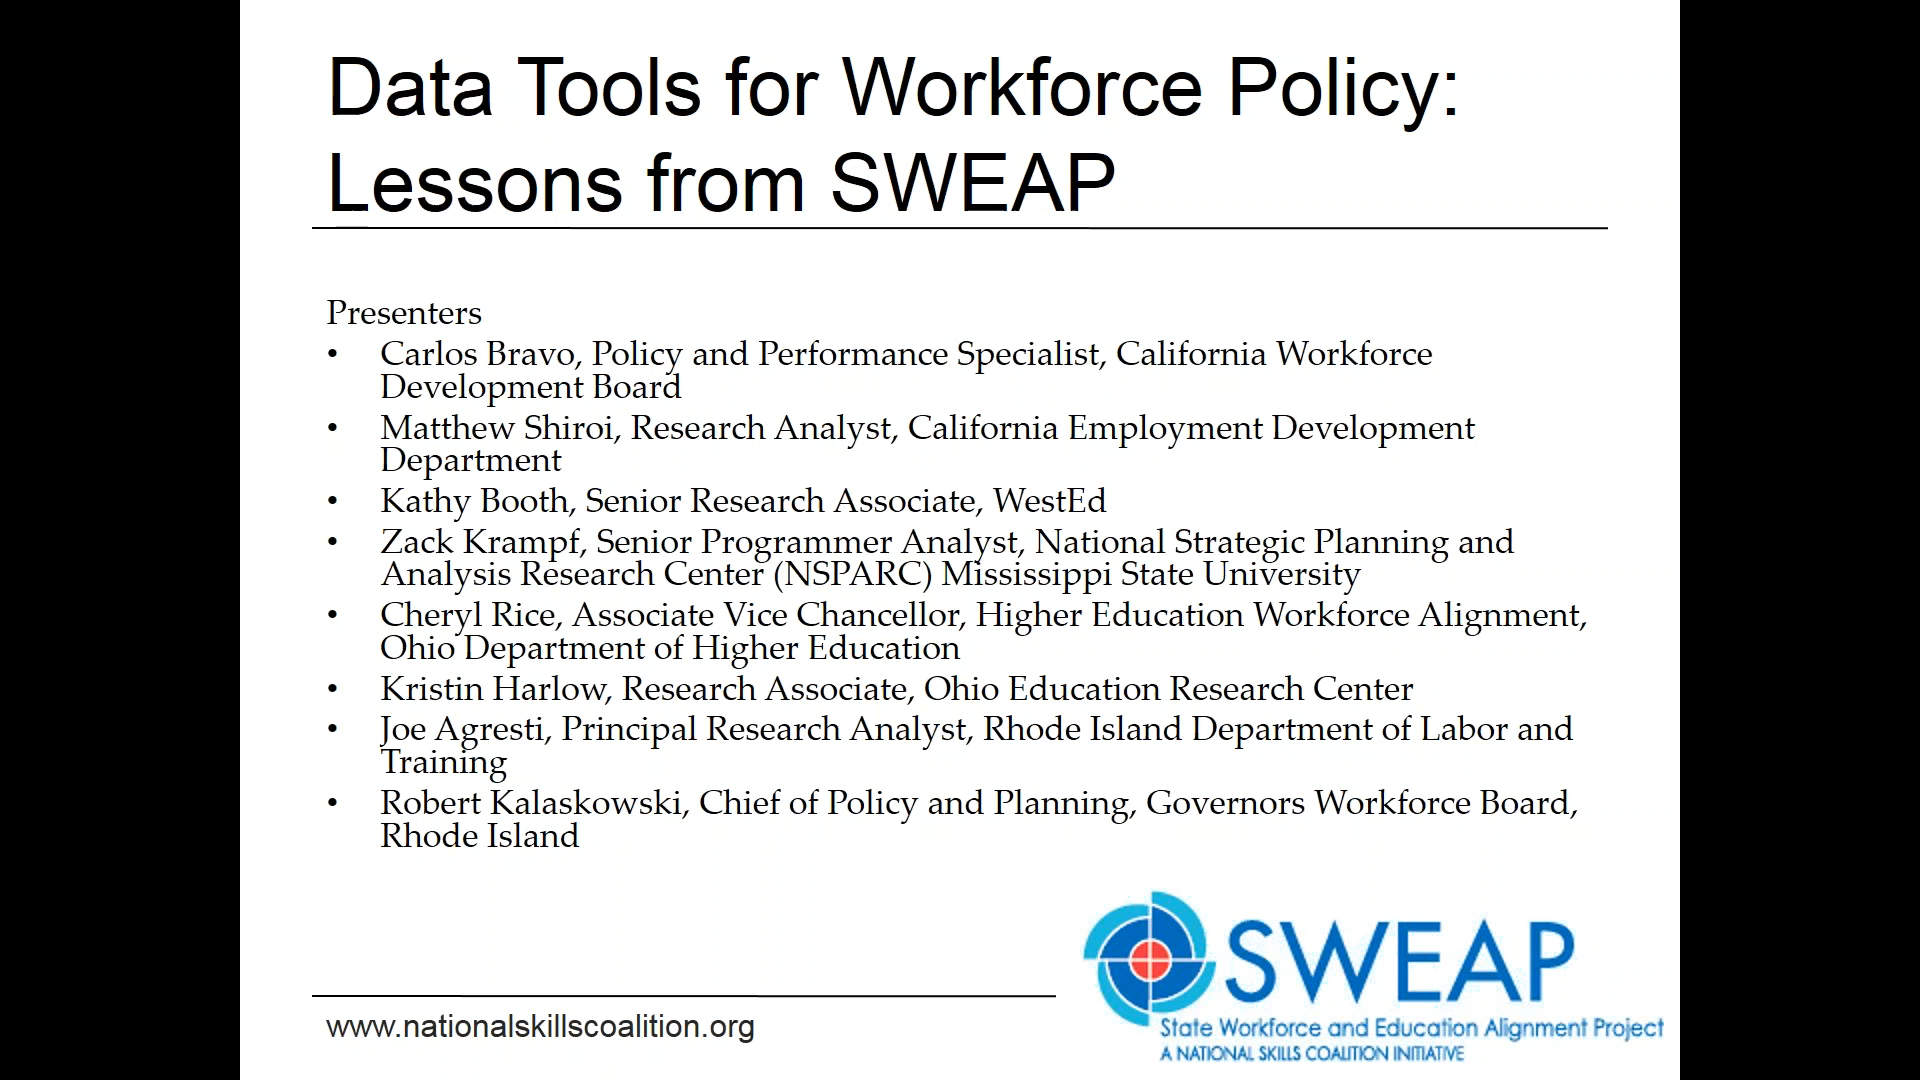 Data Tools for Workforce Policy:
Lessons from SWEAP
Presenters
• Carlos Bravo, Policy and Performance Specialist, California Workforce
Development Board
• Matthew Shiroi, Research Analyst, California Employment Development
Department
• Kathy Booth, Senior Research Associate, WestEd
• Zack Krampf, Senior Programmer Analyst, National Strategic Planning and
Analysis Research Center (NSPARC) Mississippi State University
• Cheryl Rice, Associate Vice Chancellor, Higher Education Workforce Alignment,
Ohio Department of Higher Education
• Kristin Harlow, Research Associate, Ohio Education Research Center
• Joe Agresti, Principal Research Analyst, Rhode Island Department of Labor and
Training
• Robert Kalaskowski, Chief of Policy and Planning, Governors Workforce Board,
Rhode Island
www.nationalskillscoalition.org
SWEAP
State Workforce and Education Alignment Project
A NATIONAL SKILLS COALITION INITIATIVE